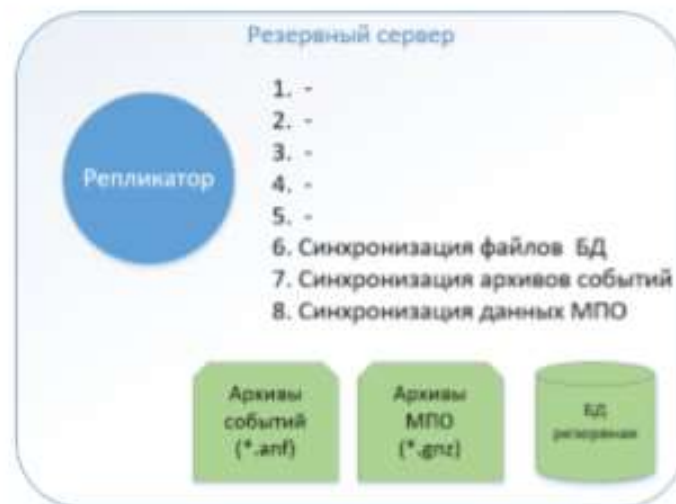 Резервный сервер
Репликатор
1. -
2. -
3. -
4. -
5. -
6. Синхронизация файлов БД
7. Синхронизация архивов событий
8. Синхронизация данных МПО
Архивы
событий
(*.anf)
Архивы
МПО
(*.gnz)
БД
резервная